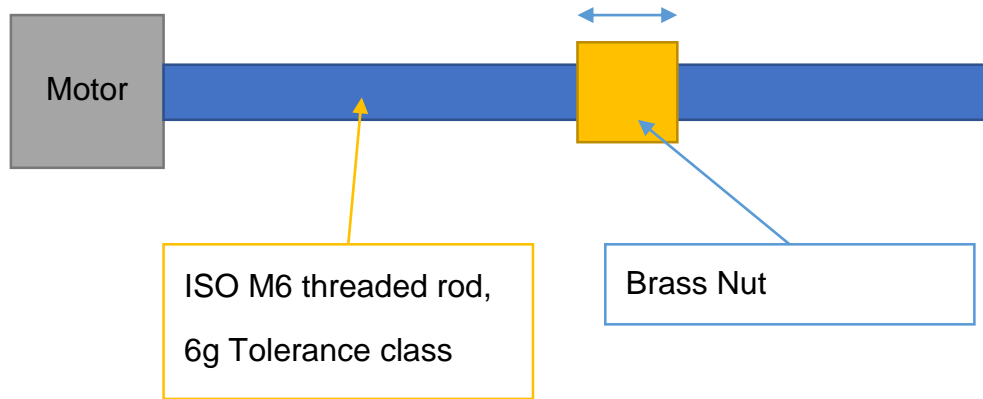 Motor
ISO M6 threaded rod,
6g Tolerance class
Brass Nut